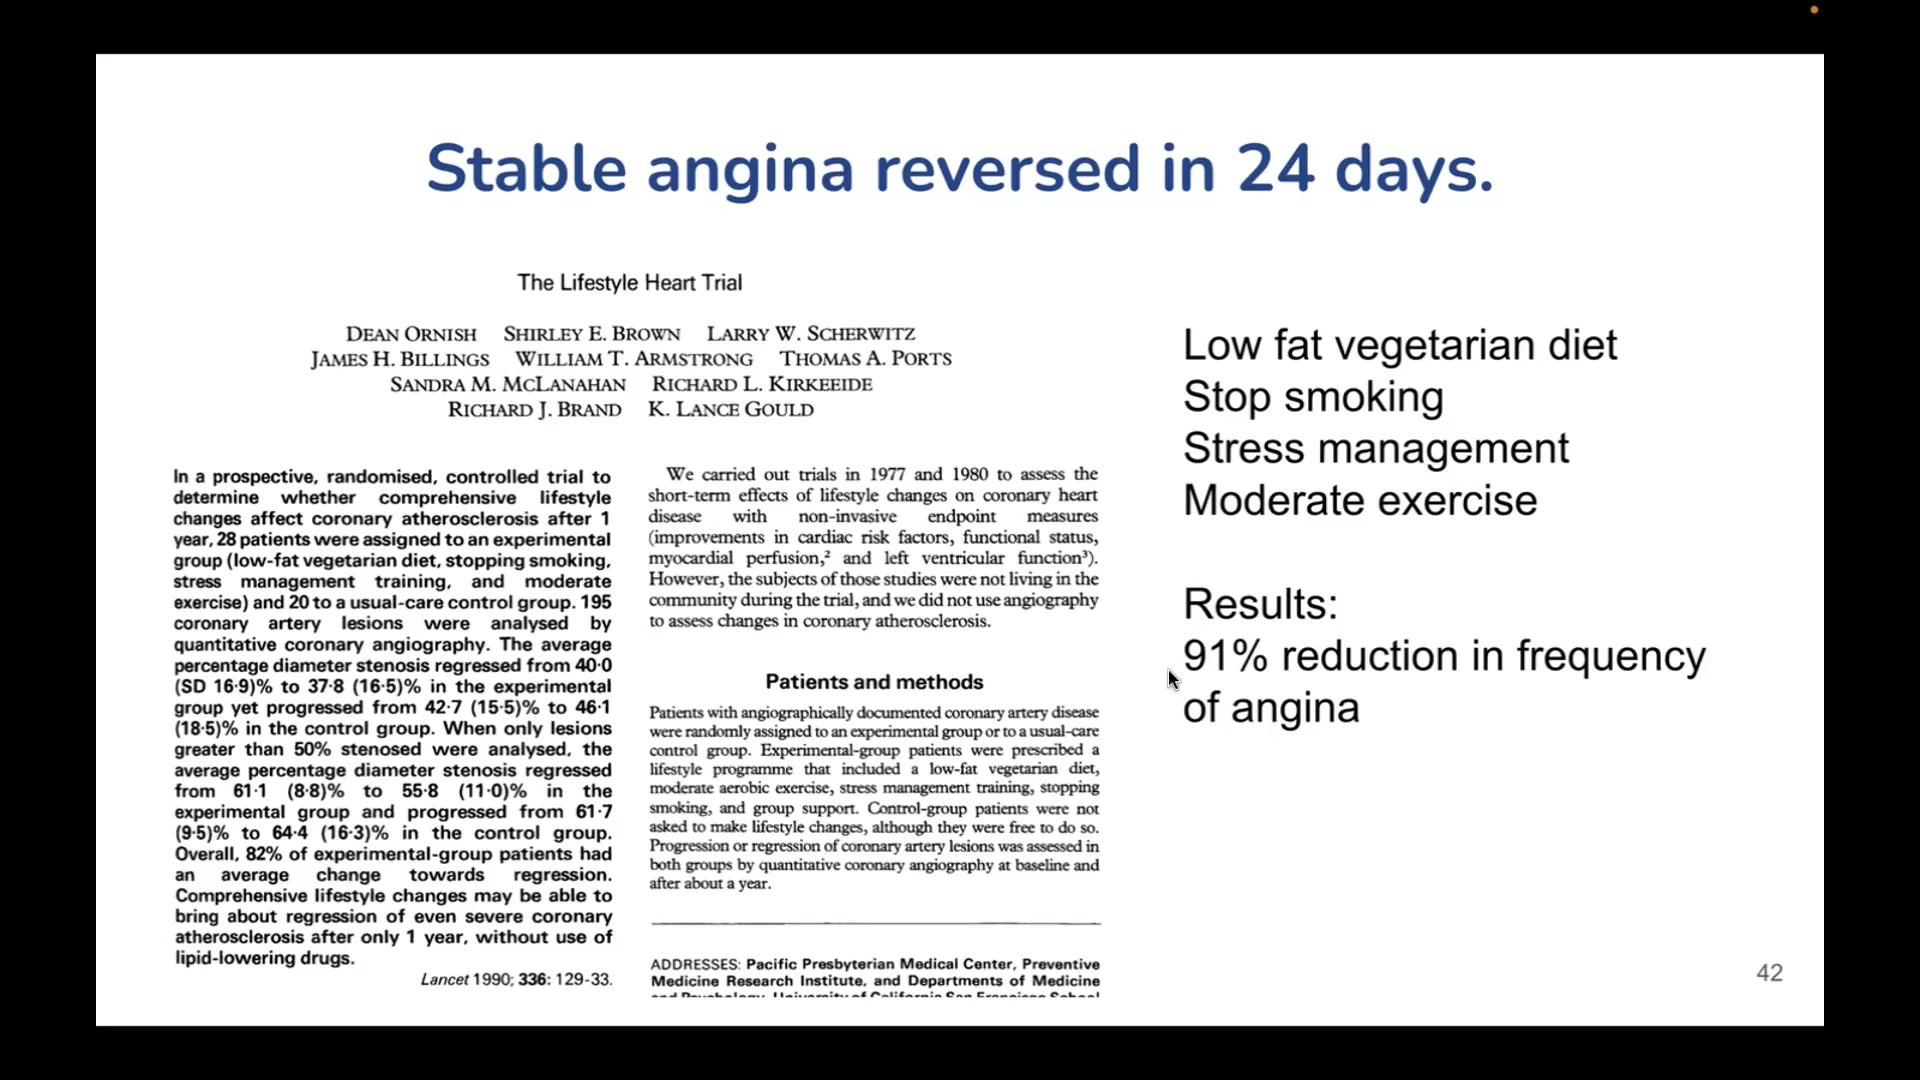 Stable angina reversed in 24 days.
The Lifestyle Heart Trial
DEAN ORNISH SHIRLEY E. BROWN LARRY W. SCHERWITZ
JAMES H. BILLINGS WILLIAM T. ARMSTRONG THOMAS A. PORTS
SANDRA M. MCLANAHAN RICHARD L. KIRKEEIDE
RICHARD J. BRAND K. LANCE GOULD
In a prospective, randomised, controlled trial to
determine whether comprehensive lifestyle
changes affect coronary atherosclerosis after 1
year, 28 patients were assigned to an experimental
group (low-fat vegetarian diet, stopping smoking,
stress management training, and moderate
exercise) and 20 to a usual-care control group. 195
coronary artery lesions were analysed by
quantitative coronary angiography. The average
percentage diameter stenosis regressed from 40·0
(SD 16·9)% to 37·8 (16·5)% in the experimental
group yet progressed from 42·7 (15·5)% to 46·1
(18·5)% in the control group. When only lesions
greater than 50% stenosed were analysed, the
average percentage diameter stenosis regressed
from 61·1 (8·8)% to 55·8 (11·0)% in the
experimental group and progressed from 61·7
(9·5)% to 64·4 (16·3)% in the control group.
Overall, 82% of experimental-group patients had
an average change towards regression.
Comprehensive lifestyle changes may be able to
bring about regression of even severe coronary
atherosclerosis after only 1 year, without use of
lipid-lowering drugs.
Lancet 1990; 336: 129-33.
We carried out trials in 1977 and 1980 to assess the
short-term effects of lifestyle changes on coronary heart
disease with non-invasive endpoint measures
(improvements in cardiac risk factors, functional status,
myocardial perfusion,² and left ventricular function³).
However, the subjects of those studies were not living in the
community during the trial, and we did not use angiography
to assess changes in coronary atherosclerosis.
Patients and methods
Patients with angiographically documented coronary artery disease
were randomly assigned to an experimental group or to a usual-care
control group. Experimental-group patients were prescribed a
lifestyle programme that included a low-fat vegetarian diet,
moderate aerobic exercise, stress management training, stopping
smoking, and group support. Control-group patients were not
asked to make lifestyle changes, although they were free to do so.
Progression or regression of coronary artery lesions was assessed in
both groups by quantitative coronary angiography at baseline and
after about a year.
ADDRESSES: Pacific Presbyterian Medical Center, Preventive
Medicine Research Institute, and Departments of Medicine
and Psychology, University of California San Francisco School
Low fat vegetarian diet
Stop smoking
Stress management
Moderate exercise
Results:
91% reduction in frequency
of angina
42